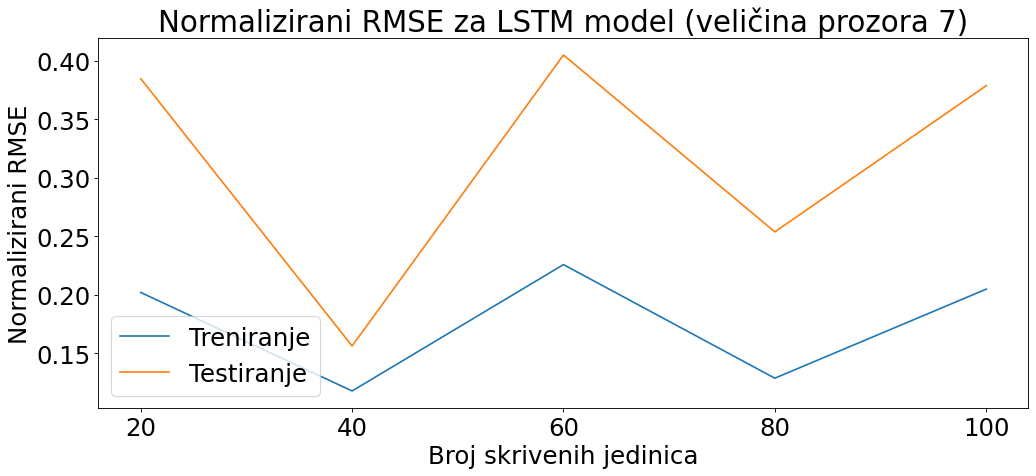 Normalizirani RMSE za LSTM model (veličina prozora 7)
Normalizirani RMSE
0.40
0.35
0.30
0.25
0.20
0.15
Treniranje
Testiranje
20 40 60 80 100
Broj skrivenih jedinica